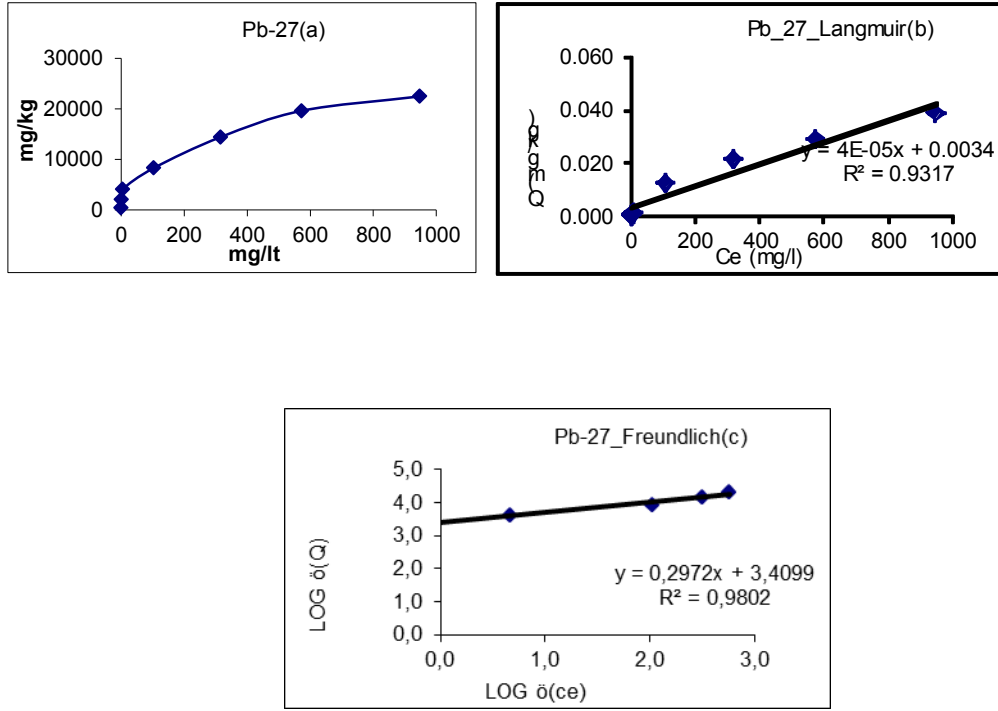 Pb-27(a)
30000
20000
10000
0
mg/kg
0 200 400 600 800 1000
mg/lt
Pb_27_Langmuir(b)
0.060
0.040
0.020
0.000
Q(mg/kg)
y = 4E-05x + 0.0034
R² = 0.9317
0 200 400 600 800 1000
Ce (mg/l)
Pb-27_Freundlich(c)
5,0
4,0
3,0
2,0
1,0
0,0
LOG ö(Q)
y = 0,2972x + 3,4099
R² = 0,9802
0,0 1,0 2,0 3,0
LOG ö(ce)